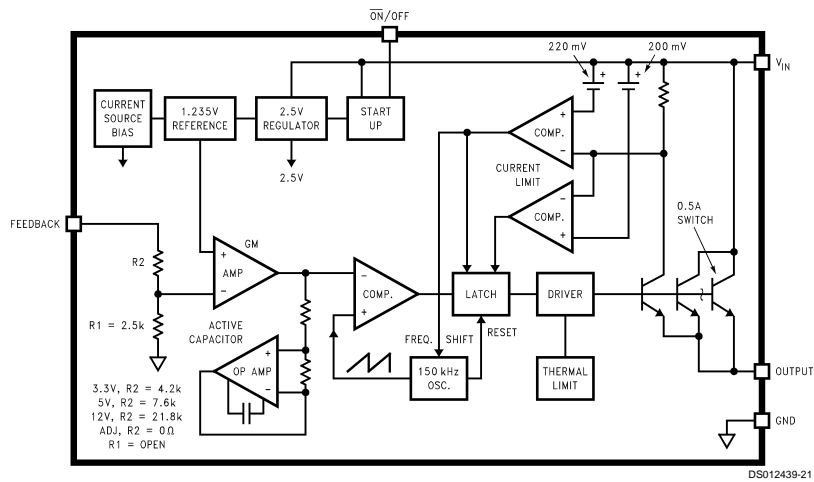 ON/OFF
220 mV
200 mV
VIN
CURRENT
SOURCE
BIAS
1.235V
REFERENCE
2.5V
REGULATOR
START
UP
2.5V
+
+
+
COMP.
−
CURRENT
LIMIT
COMP.
−
+
0.5A
SWITCH
FEEDBACK
R2
R1 = 2.5k
GM
+
AMP
−
−
COMP.
+
LATCH
DRIVER
ACTIVE
CAPACITOR
+
OP AMP
−
FREQ. SHIFT
RESET
150 kHz
OSC.
THERMAL
LIMIT
OUTPUT
GND
3.3V, R2 = 4.2k
5V, R2 = 7.6k
12V, R2 = 21.8k
ADJ, R2 = 0Ω
R1 = OPEN
DS012439-21